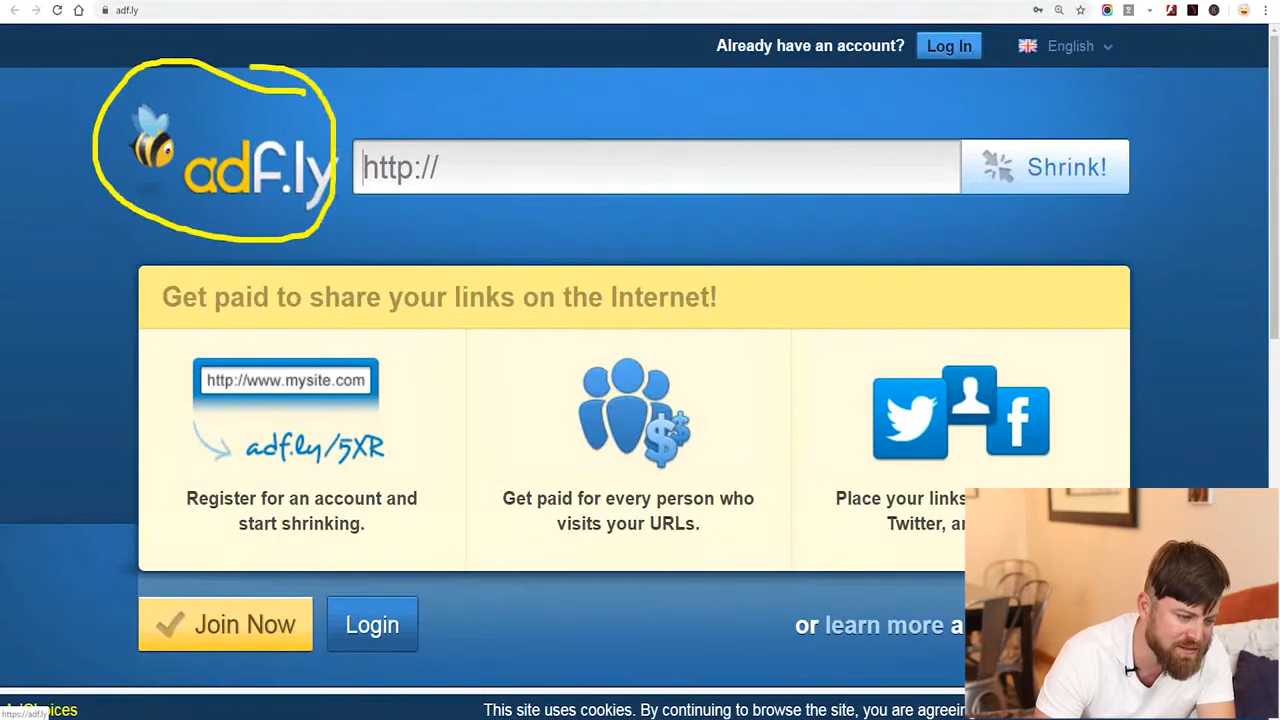 adf.ly
Already have an account?
Log In
English
adf.ly
http://
Shrink!
Get paid to share your links on the Internet!
http://www.mysite.com
adf.ly/5XR
Register for an account and
start shrinking.
Get paid for every person who
visits your URLs.
Place your links
Twitter,
Join Now
Login
or learn more
This site uses cookies. By continuing to browse the site, you are
https://adf.ly